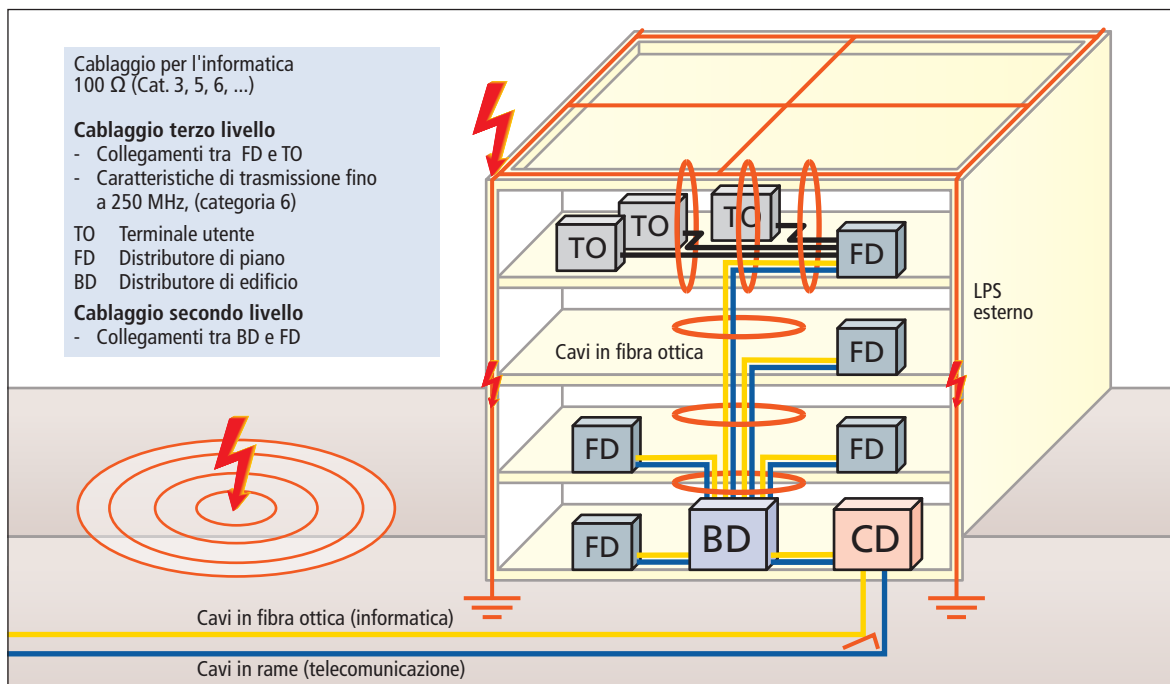 Cablaggio per l'informatica
100 Ω (Cat. 3, 5, 6, ...)
Cablaggio terzo livello
- Collegamenti tra FD e TO
- Caratteristiche di trasmissione fino
a 250 MHz, (categoria 6)
TO Terminale utente
FD Distributore di piano
BD Distributore di edificio
Cablaggio secondo livello
- Collegamenti tra BD e FD
TO
TO
TO
FD
LPS
esterno
Cavi in fibra ottica
FD
FD
FD
FD
BD
CD
Cavi in fibra ottica (informatica)
Cavi in rame (telecomunicazione)